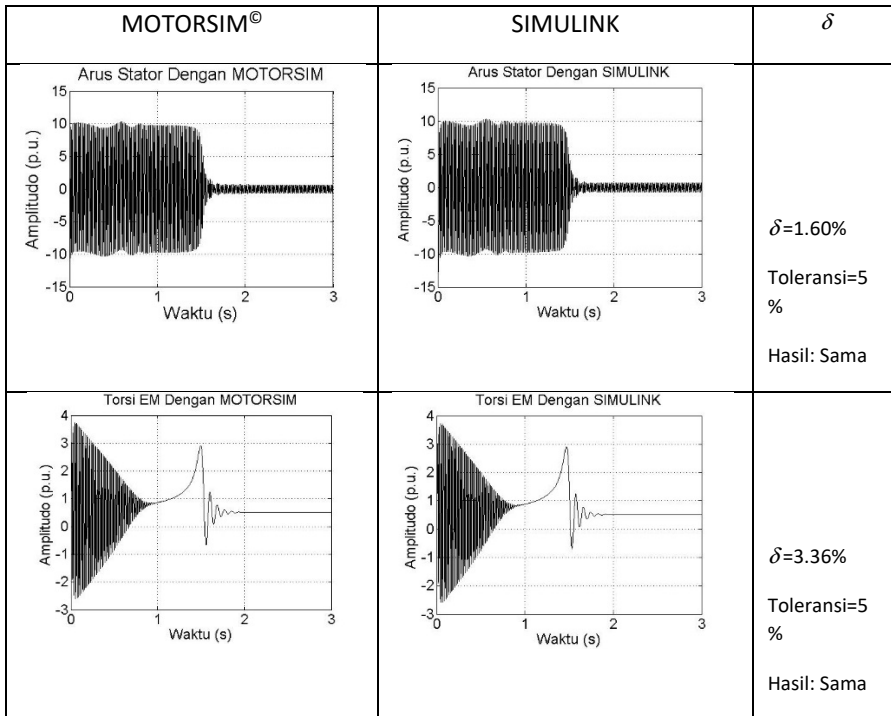 MOTORSIM©
SIMULINK
δ
Arus Stator Dengan MOTORSIM
15
10
5
0
-5
-10
-15
0
1
2
3
Amplitudo (p.u.)
Waktu (s)
Arus Stator Dengan SIMULINK
15
10
5
0
-5
-10
-15
0
1
2
3
Amplitudo (p.u.)
Waktu (s)
δ=1.60%
Toleransi=5
%
Hasil: Sama
Torsi EM Dengan MOTORSIM
4
3
2
1
0
-1
-2
-3
0
1
2
3
Amplitudo (p.u.)
Waktu (s)
Torsi EM Dengan SIMULINK
4
3
2
1
0
-1
-2
-3
0
1
2
3
Amplitudo (p.u.)
Waktu (s)
δ=3.36%
Toleransi=5
%
Hasil: Sama